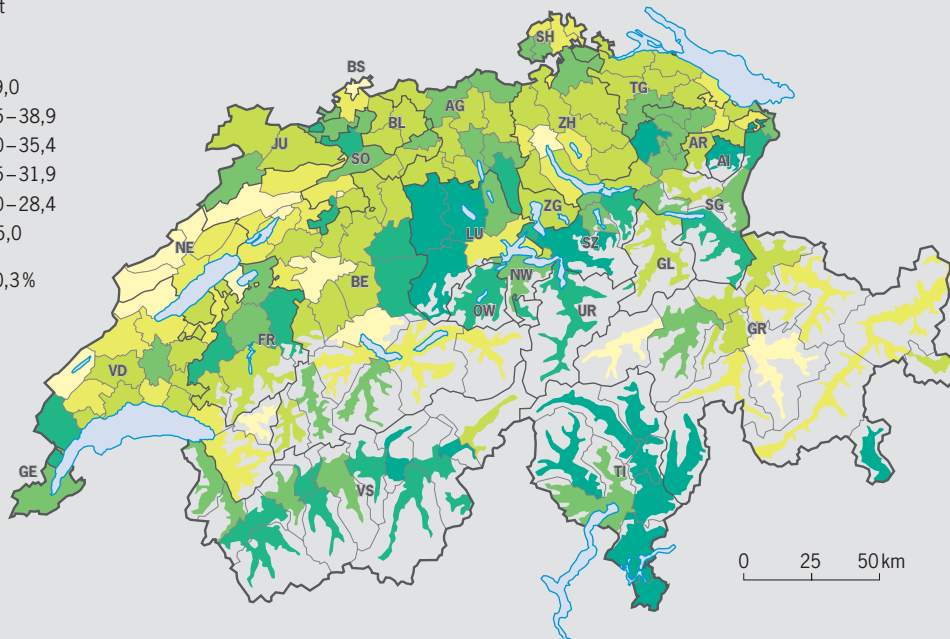 t
9,0
5–38,9
0–35,4
5–31,9
0–28,4
5,0
0,3 %
SH
BS
TG
AG
BL
ZH
JU
SO
AR
AI
ZG
SG
LU
SZ
NE
GL
NW
BE
OW
UR
GR
FR
VD
GE
TI
VS
0 25 50 km